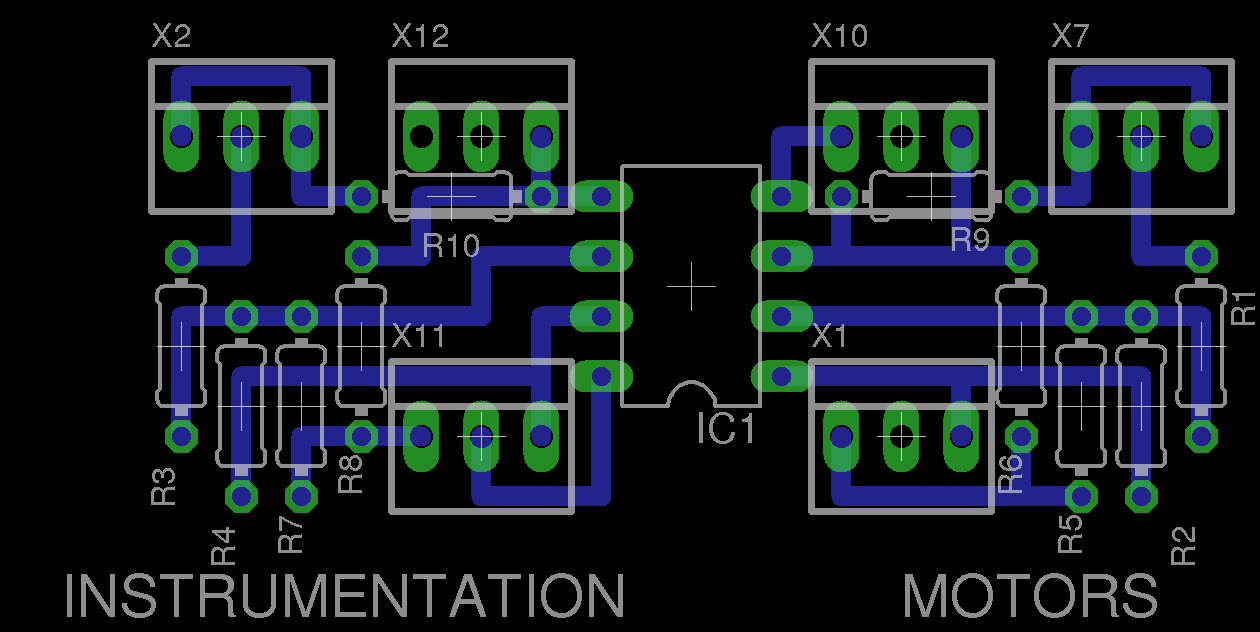 X2
X12
X10
X7
R10
R9
R1
X11
X1
IC1
R3
R8
R6
R4
R7
R5
R2
INSTRUMENTATION
MOTORS